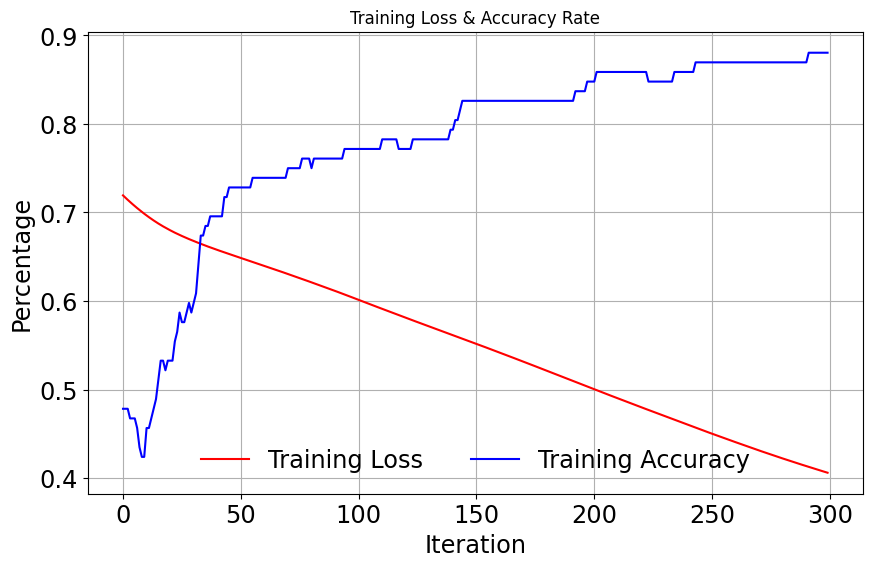 Training Loss & Accuracy Rate
0.9
0.8
0.7
0.6
0.5
0.4
Percentage
Training Loss
Training Accuracy
0 50 100 150 200 250 300
Iteration